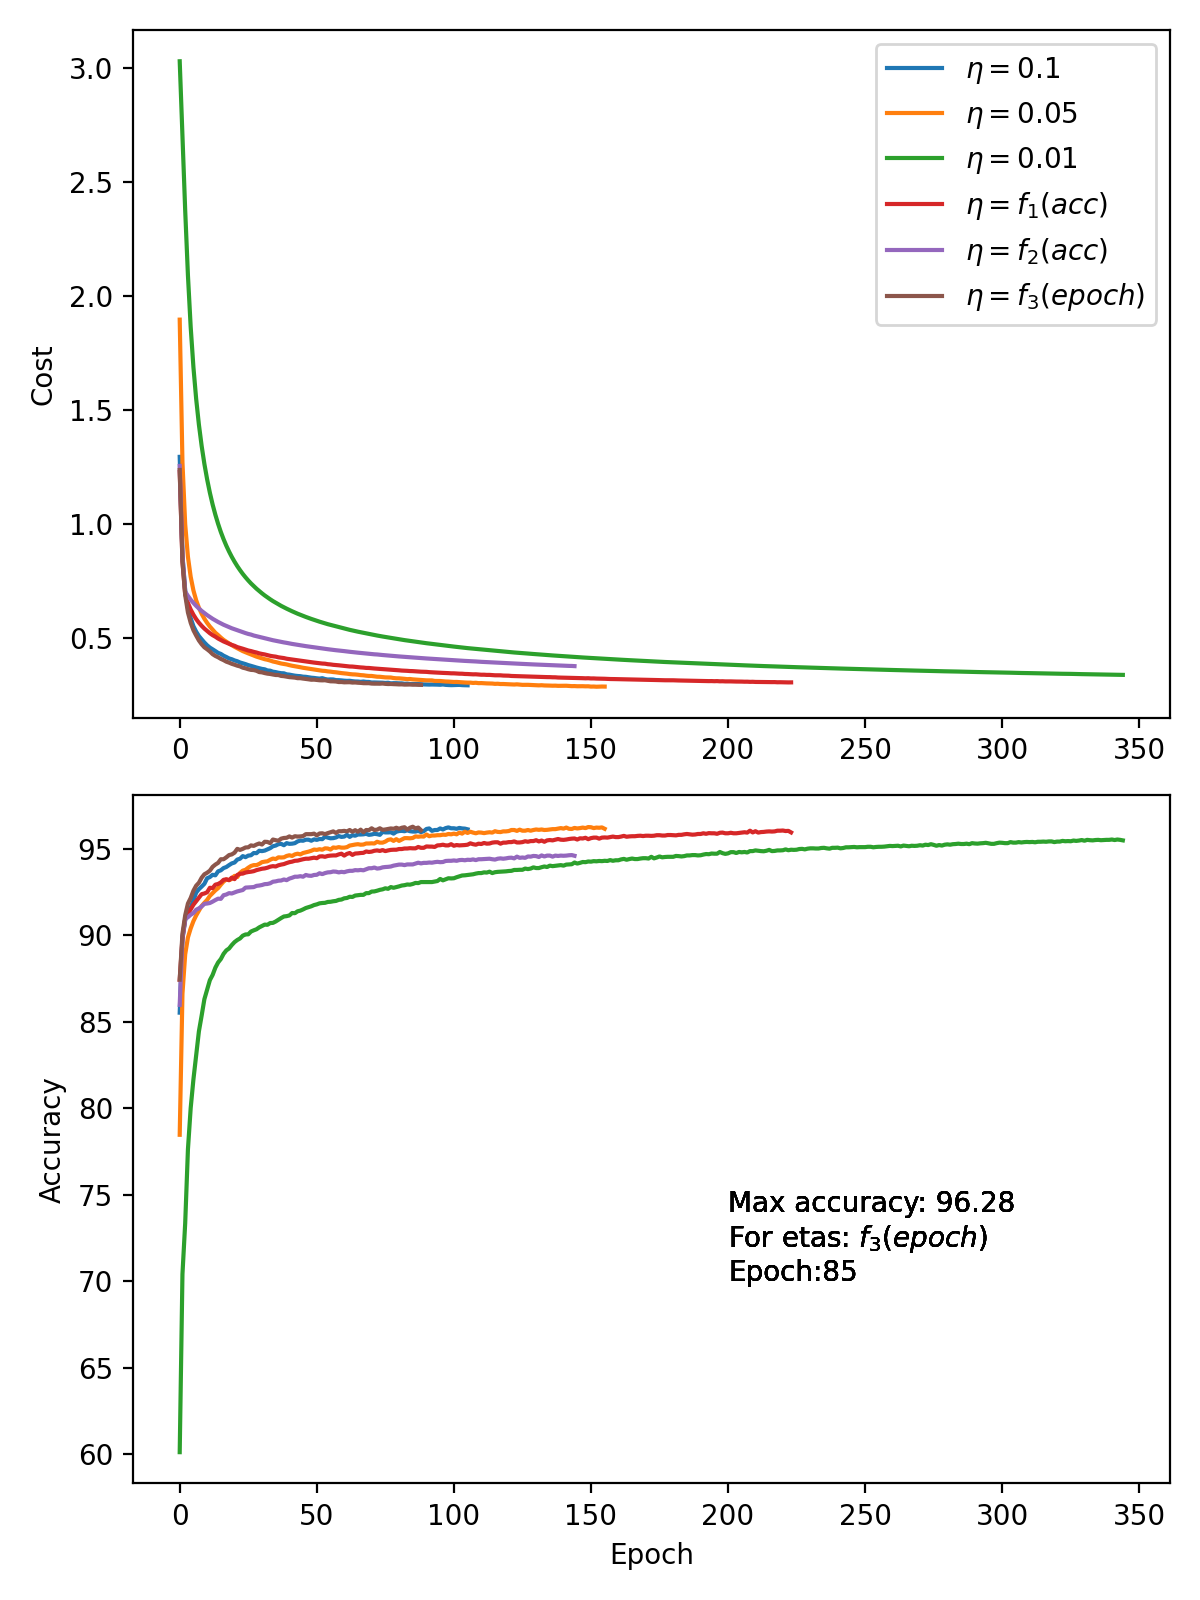 3.0
2.5
2.0
1.5
1.0
0.5
Cost
η = 0.1
η = 0.05
η = 0.01
η = f₁(acc)
η = f₂(acc)
η = f₃(epoch)
0 50 100 150 200 250 300 350
95
90
85
80
75
70
65
60
Accuracy
Max accuracy: 96.28
For etas: f₃(epoch)
Epoch:85
0 50 100 150 200 250 300 350
Epoch